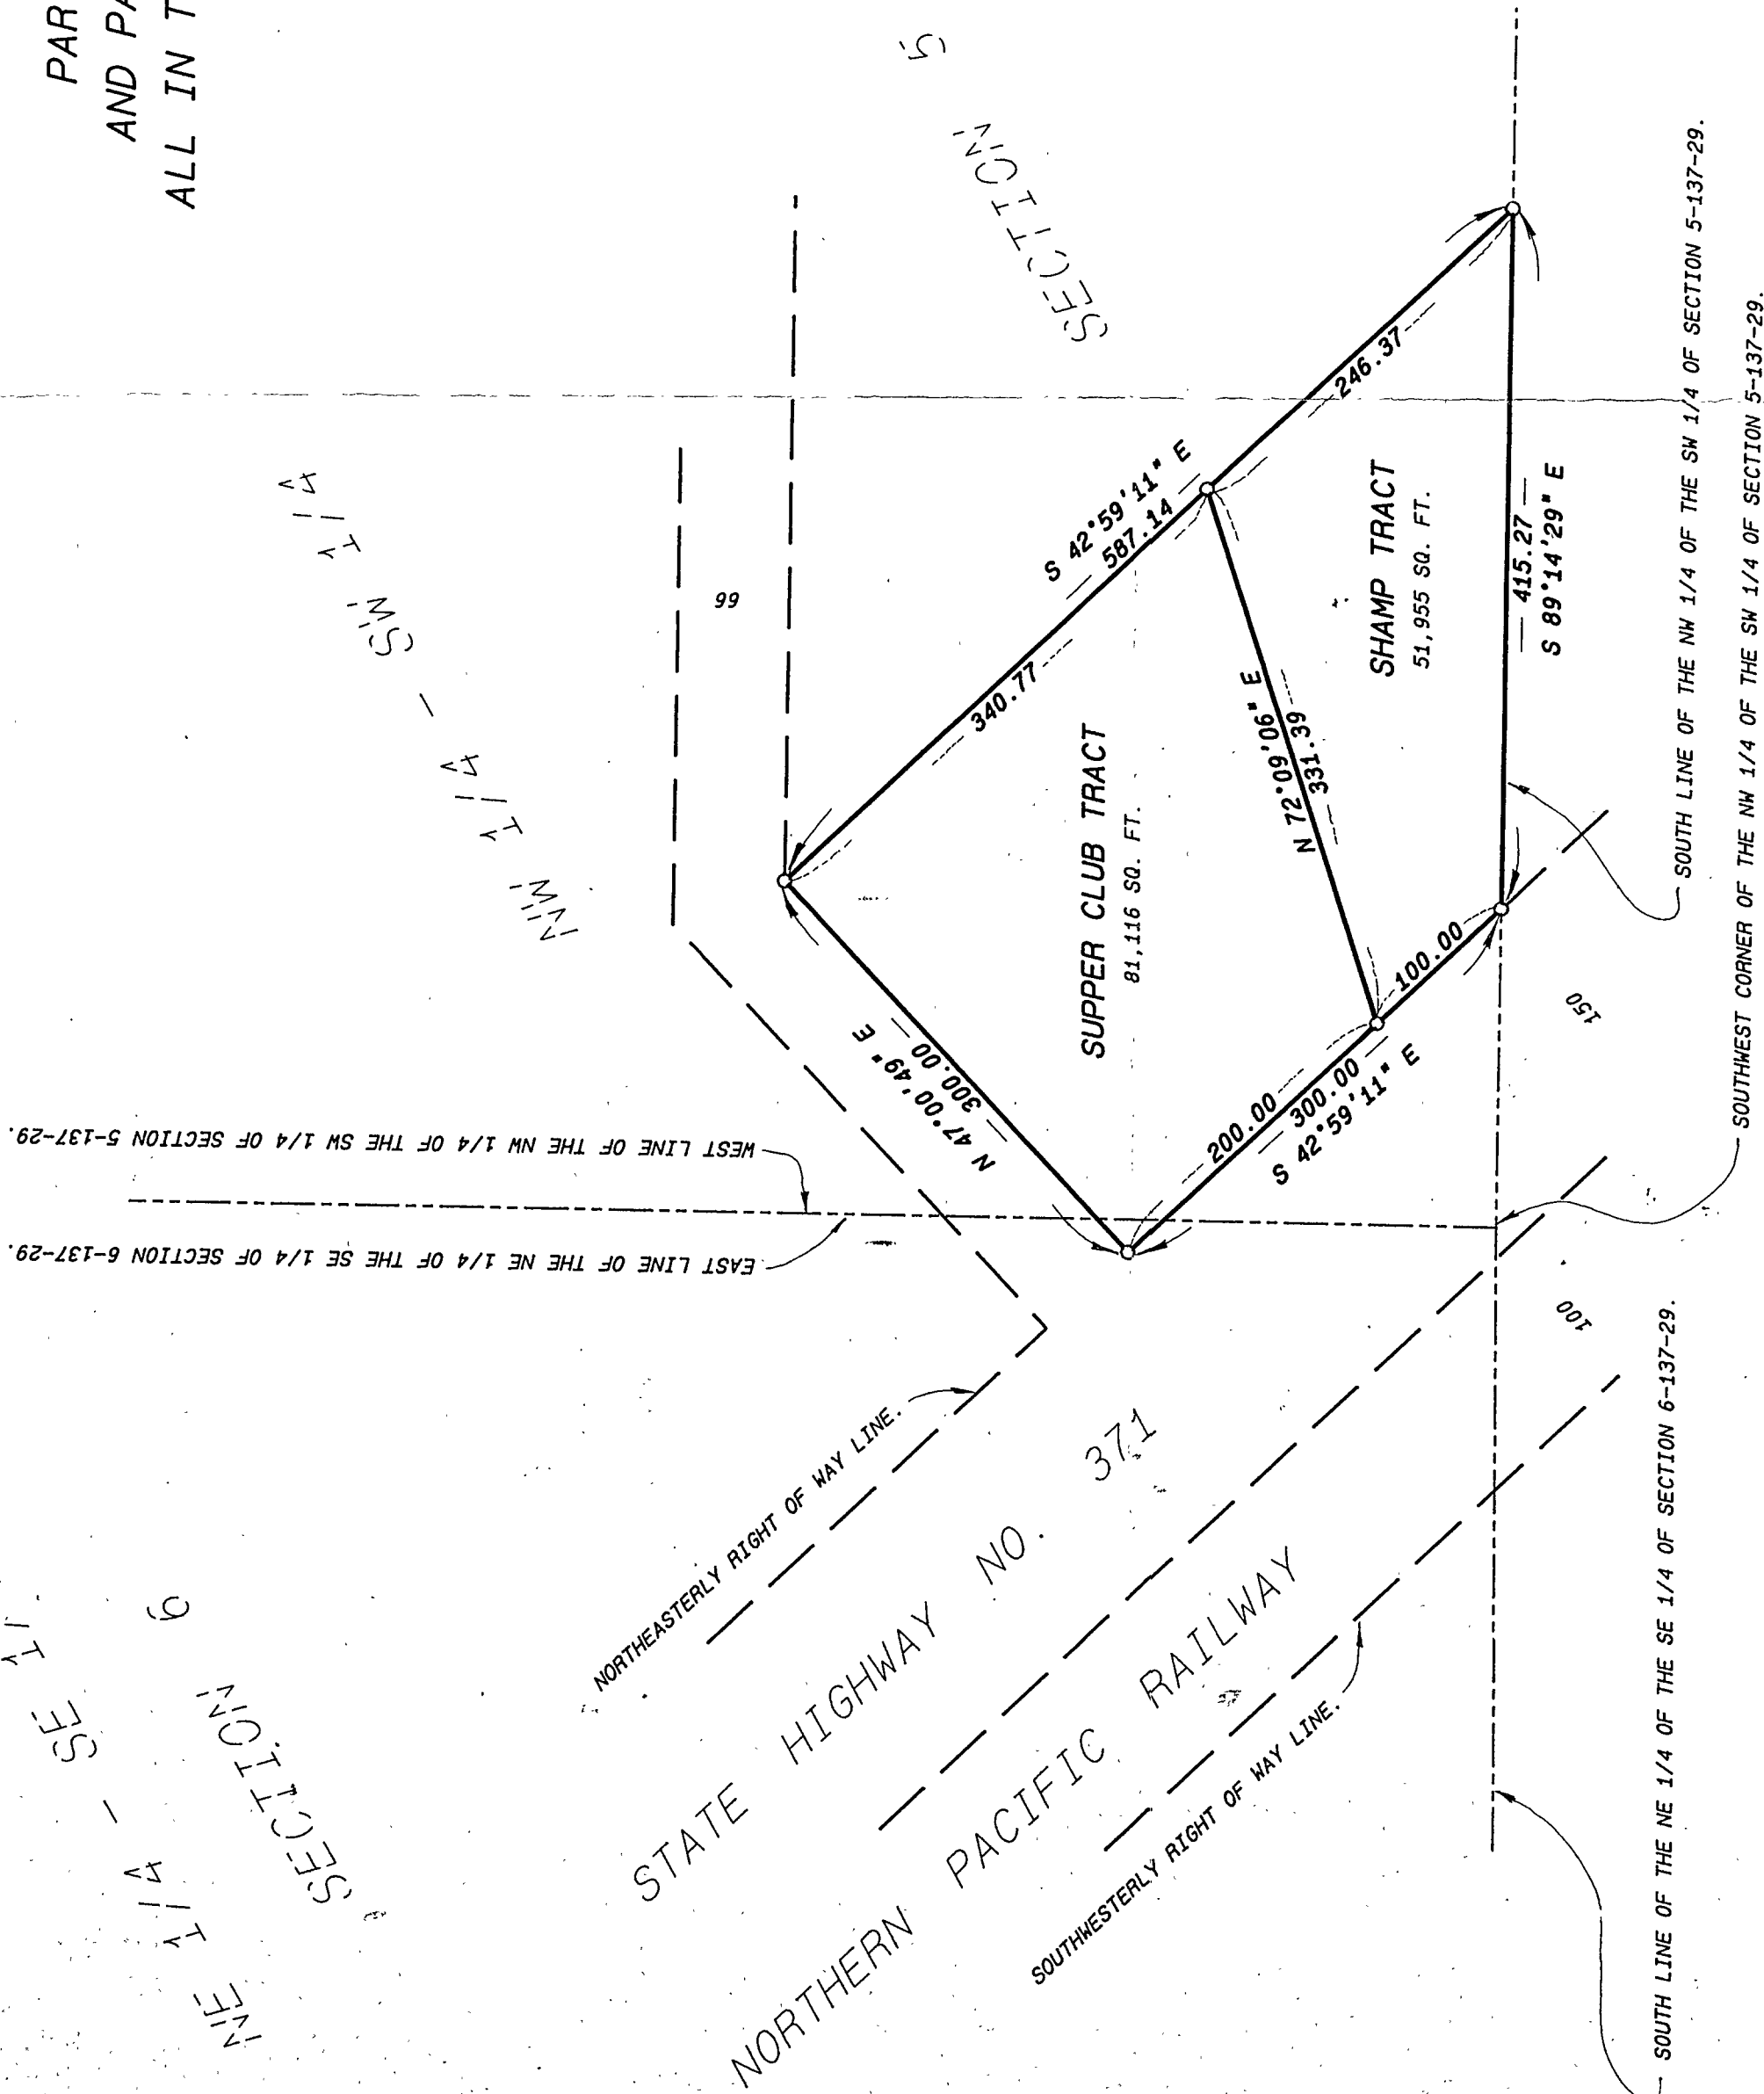 PAR
AND PA
ALL IN T
SECTION 5
NW 1/4 - SW 1/4
66
S 42°59'11" E
587.14
340.77
246.37
SUPPER CLUB TRACT
81,116 SQ. FT.
N 72°09'06" E
331.39
SHAMP TRACT
51,955 SQ. FT.
415.27
S 89°14'29" E
N 47°00'49" E
300.00
200.00
100.00
300.00
S 42°59'11" E
150
100
WEST LINE OF THE NW 1/4 OF THE SW 1/4 OF SECTION 5-137-29.
EAST LINE OF THE NE 1/4 OF THE SE 1/4 OF SECTION 6-137-29.
SOUTH LINE OF THE NW 1/4 OF THE SW 1/4 OF SECTION 5-137-29.
SOUTHWEST CORNER OF THE NW 1/4 OF THE SW 1/4 OF SECTION 5-137-29.
SOUTH LINE OF THE NE 1/4 OF THE SE 1/4 OF SECTION 6-137-29.
NORTHEASTERLY RIGHT OF WAY LINE.
STATE HIGHWAY NO. 371
NORTHERN PACIFIC RAILWAY
SOUTHWESTERLY RIGHT OF WAY LINE.
NE 1/4 - SE 1/
SECTION 6